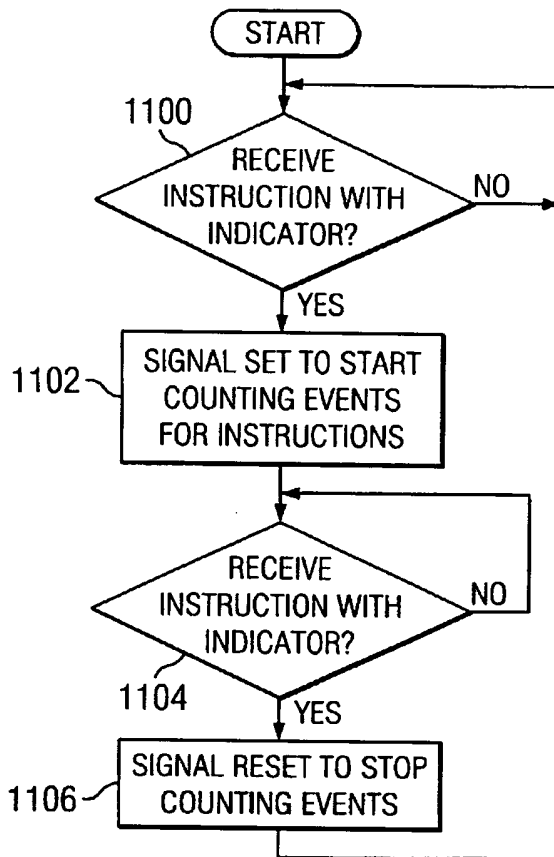 START
1100
RECEIVE
INSTRUCTION WITH
INDICATOR?
NO
YES
1102
SIGNAL SET TO START
COUNTING EVENTS
FOR INSTRUCTIONS
RECEIVE
INSTRUCTION WITH
INDICATOR?
NO
1104
YES
1106
SIGNAL RESET TO STOP
COUNTING EVENTS